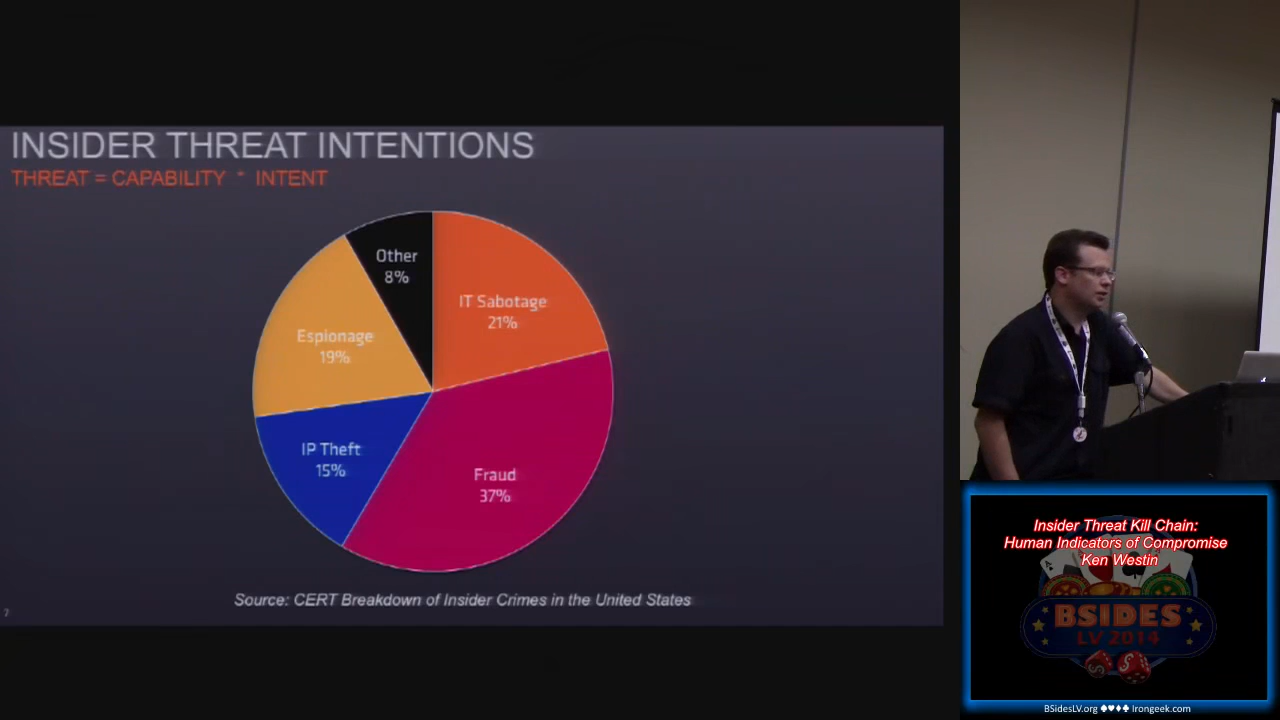 INSIDER THREAT INTENTIONS
THREAT = CAPABILITY * INTENT
Other
8%
IT Sabotage
21%
Espionage
19%
IP Theft
15%
Fraud
37%
Source: CERT Breakdown of Insider Crimes in the United States
7
Insider Threat Kill Chain:
Human Indicators of Compromise
Ken Westin
BSIDES
LV 2014
BSidesLV.org ♠♥♦♣ Irongeek.com